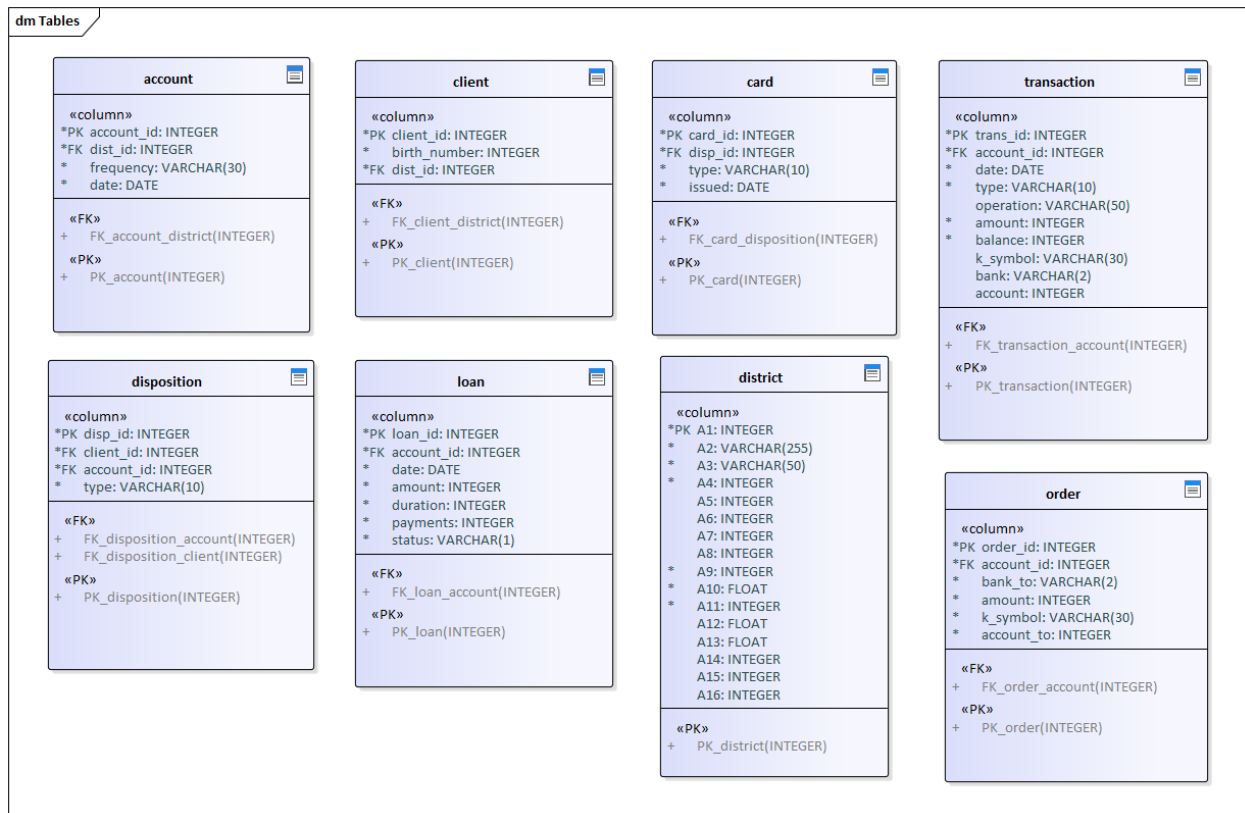 dm Tables
account
«column»
*PK account_id: INTEGER
*FK dist_id: INTEGER
* frequency: VARCHAR(30)
* date: DATE
«FK»
+ FK_account_district(INTEGER)
«PK»
+ PK_account(INTEGER)
client
«column»
*PK client_id: INTEGER
* birth_number: INTEGER
*FK dist_id: INTEGER
«FK»
+ FK_client_district(INTEGER)
«PK»
+ PK_client(INTEGER)
card
«column»
*PK card_id: INTEGER
*FK disp_id: INTEGER
* type: VARCHAR(10)
* issued: DATE
«FK»
+ FK_card_disposition(INTEGER)
«PK»
+ PK_card(INTEGER)
transaction
«column»
*PK trans_id: INTEGER
*FK account_id: INTEGER
* date: DATE
* type: VARCHAR(10)
operation: VARCHAR(50)
* amount: INTEGER
* balance: INTEGER
k_symbol: VARCHAR(30)
bank: VARCHAR(2)
account: INTEGER
«FK»
+ FK_transaction_account(INTEGER)
«PK»
+ PK_transaction(INTEGER)
disposition
«column»
*PK disp_id: INTEGER
*FK client_id: INTEGER
*FK account_id: INTEGER
* type: VARCHAR(10)
«FK»
+ FK_disposition_account(INTEGER)
+ FK_disposition_client(INTEGER)
«PK»
+ PK_disposition(INTEGER)
loan
«column»
*PK loan_id: INTEGER
*FK account_id: INTEGER
* date: DATE
* amount: INTEGER
* duration: INTEGER
* payments: INTEGER
* status: VARCHAR(1)
«FK»
+ FK_loan_account(INTEGER)
«PK»
+ PK_loan(INTEGER)
district
«column»
*PK A1: INTEGER
* A2: VARCHAR(255)
* A3: VARCHAR(50)
* A4: INTEGER
A5: INTEGER
A6: INTEGER
A7: INTEGER
A8: INTEGER
* A9: INTEGER
* A10: FLOAT
* A11: INTEGER
A12: FLOAT
A13: FLOAT
A14: INTEGER
A15: INTEGER
A16: INTEGER
«PK»
+ PK_district(INTEGER)
order
«column»
*PK order_id: INTEGER
*FK account_id: INTEGER
* bank_to: VARCHAR(2)
* amount: INTEGER
* k_symbol: VARCHAR(30)
* account_to: INTEGER
«FK»
+ FK_order_account(INTEGER)
«PK»
+ PK_order(INTEGER)